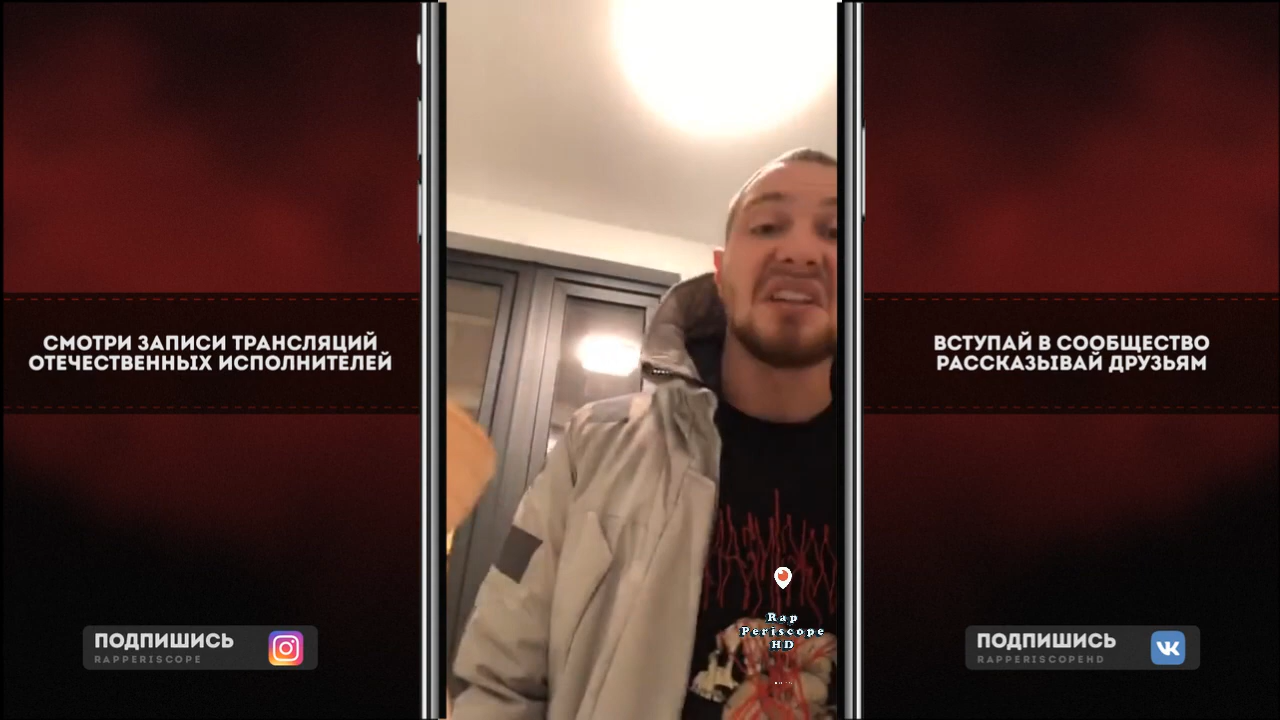 СМОТРИ ЗАПИСИ ТРАНСЛЯЦИЙ
ОТЕЧЕСТВЕННЫХ ИСПОЛНИТЕЛЕЙ
ПОДПИШИСЬ
RAPPERISCOPE
Rap
Periscope
HD
ВСТУПАЙ В СООБЩЕСТВО
РАССКАЗЫВАЙ ДРУЗЬЯМ
ПОДПИШИСЬ
RAPPERISCOPEHD